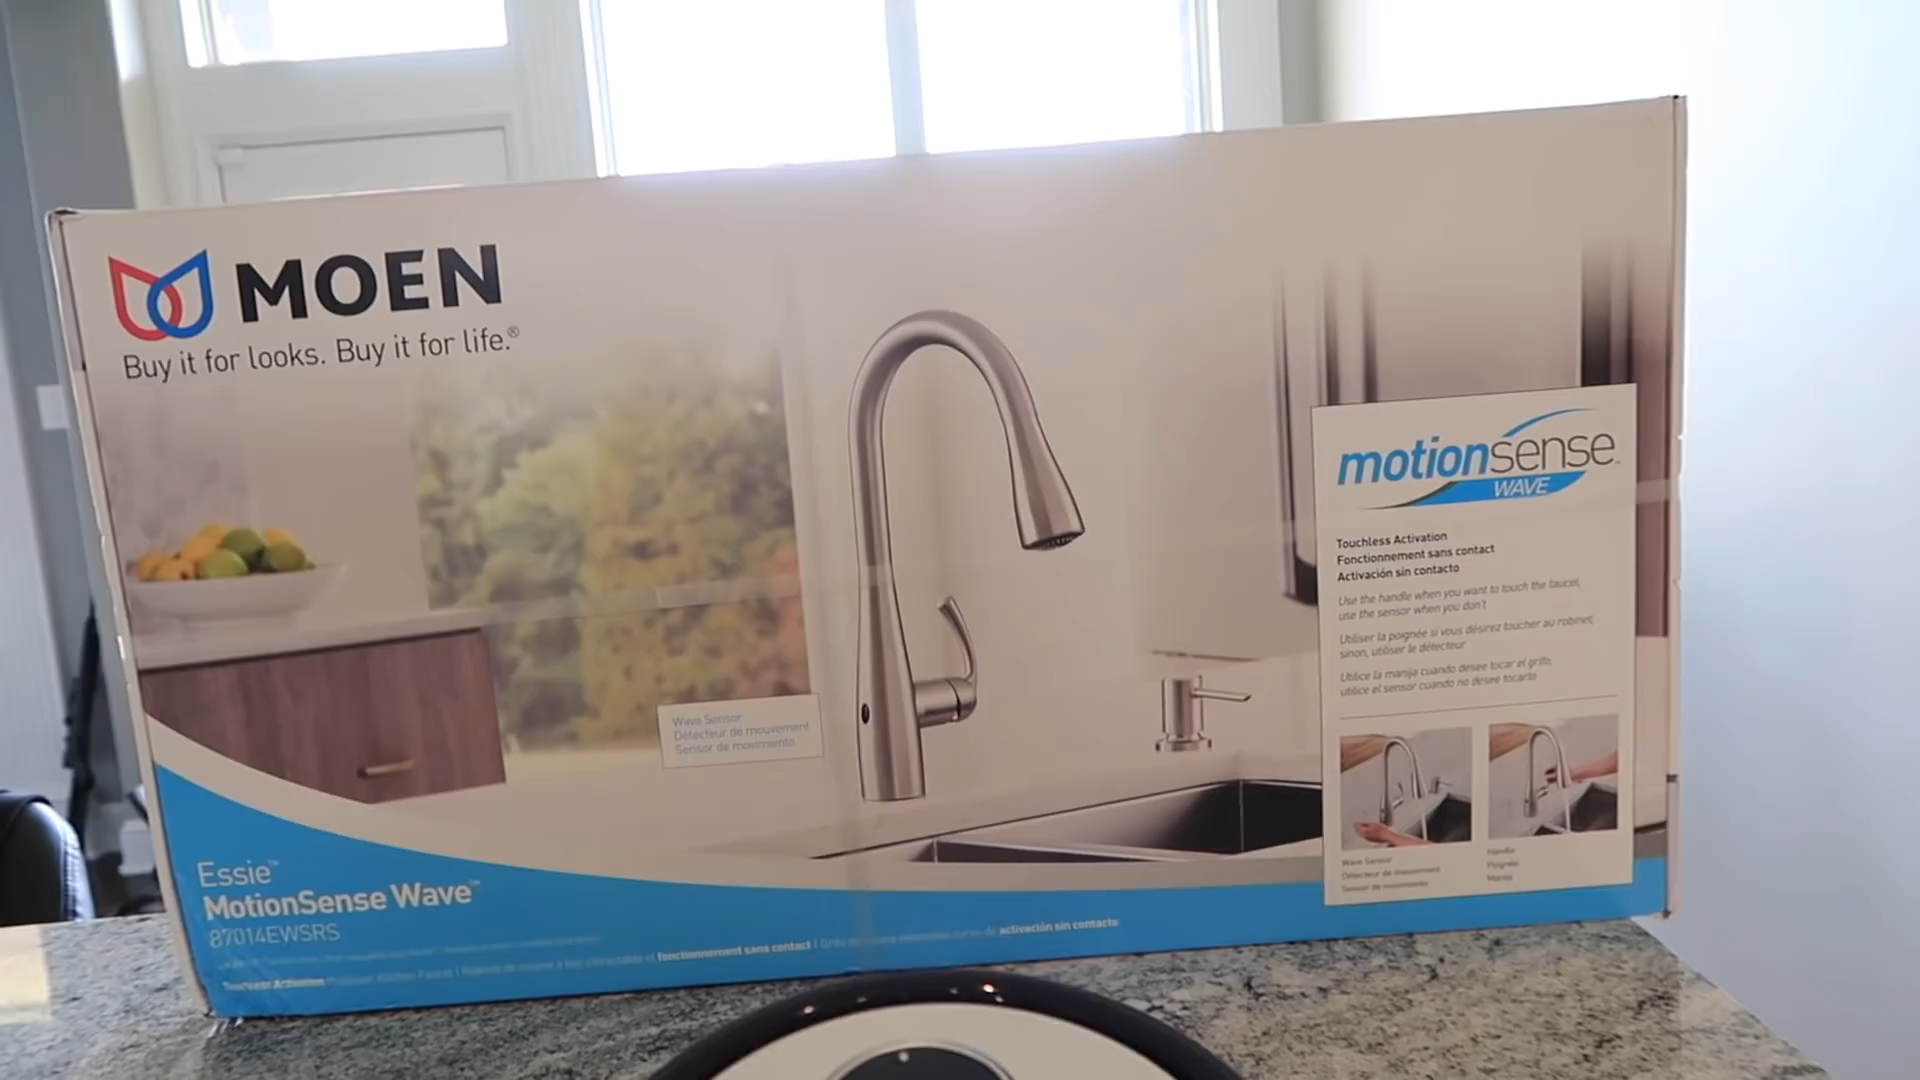 MOEN
Buy it for looks. Buy it for life.®
motionsense
WAVE
Touchless Activation
Fonctionnement sans contact
Activación sin contacto
Use the handle when you want to touch the faucet,
use the sensor when you don't
Utiliser la poignée si vous désirez toucher au robinet,
sinon, utiliser le détecteur
Utilice la manija cuando desee tocar el grifo,
utilice el sensor cuando no desee tocarlo
Wave Sensor
Détecteur de mouvement
Sensor de movimiento
Wave Sensor
Détecteur de mouvement
Sensor de movimiento
Handle
Poignée
Manija
Essie™
MotionSense Wave™
87014EWSRS
Touchless Activation
fonctionnement sans contact |
activación sin contacto